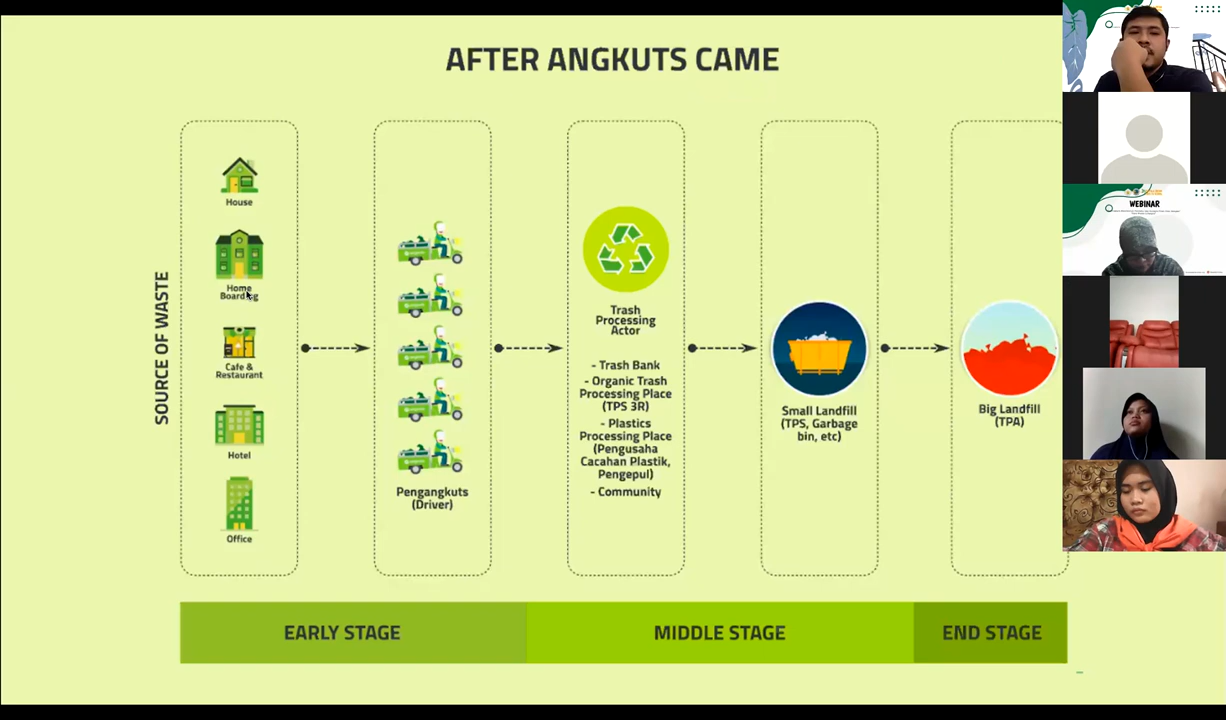 AFTER ANGKUTS CAME
SOURCE OF WASTE
House
Home
Boarding
Cafe &
Restaurant
Hotel
Office
Pengangkuts
(Driver)
Trash
Processing
Actor
- Trash Bank
- Organic Trash
Processing Place
(TPS 3R)
- Plastics
Processing Place
(Pengusaha
Cacahan Plastik,
Pengepul)
- Community
Small Landfill
(TPS, Garbage
bin, etc)
Big Landfill
(TPA)
EARLY STAGE
MIDDLE STAGE
END STAGE
WEBINAR